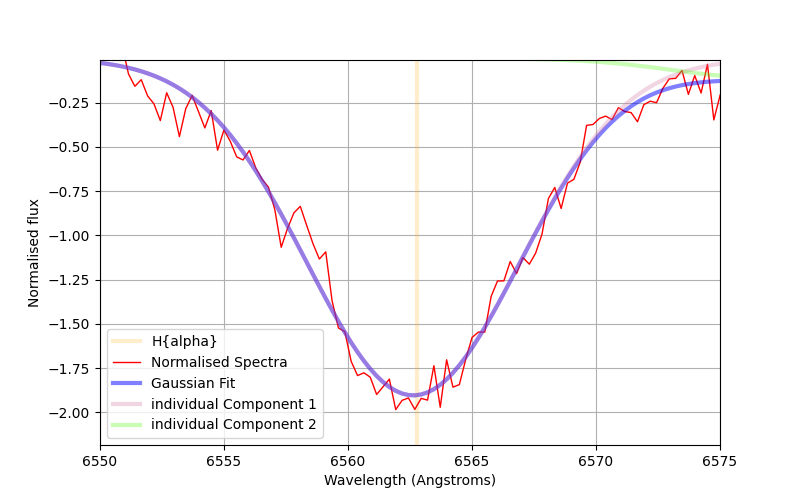 −0.25
−0.50
−0.75
−1.00
−1.25
−1.50
−1.75
−2.00
Normalised flux
H{alpha}
Normalised Spectra
Gaussian Fit
individual Component 1
individual Component 2
6550 6555 6560 6565 6570 6575
Wavelength (Angstroms)